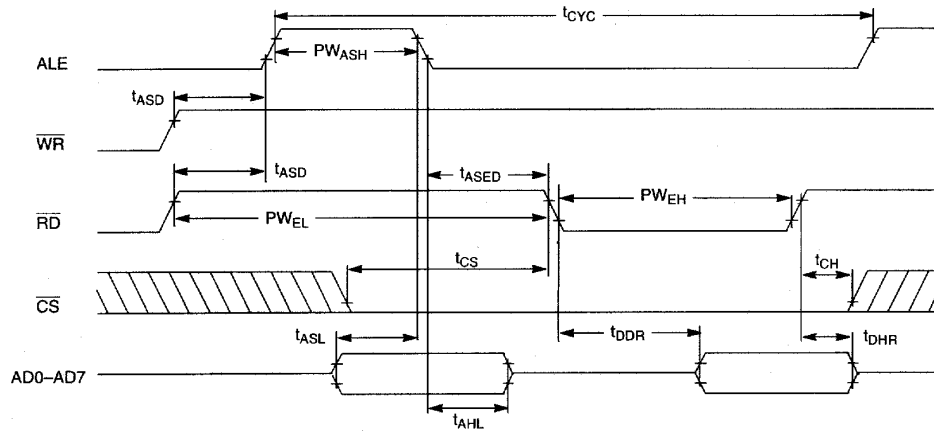 tCYC
ALE
PWASH
tASD
WR
tASD
tASED
RD
PWEL
PWEH
tCS
tCH
CS
tASL
tDDR
tDHR
AD0–AD7
tAHL